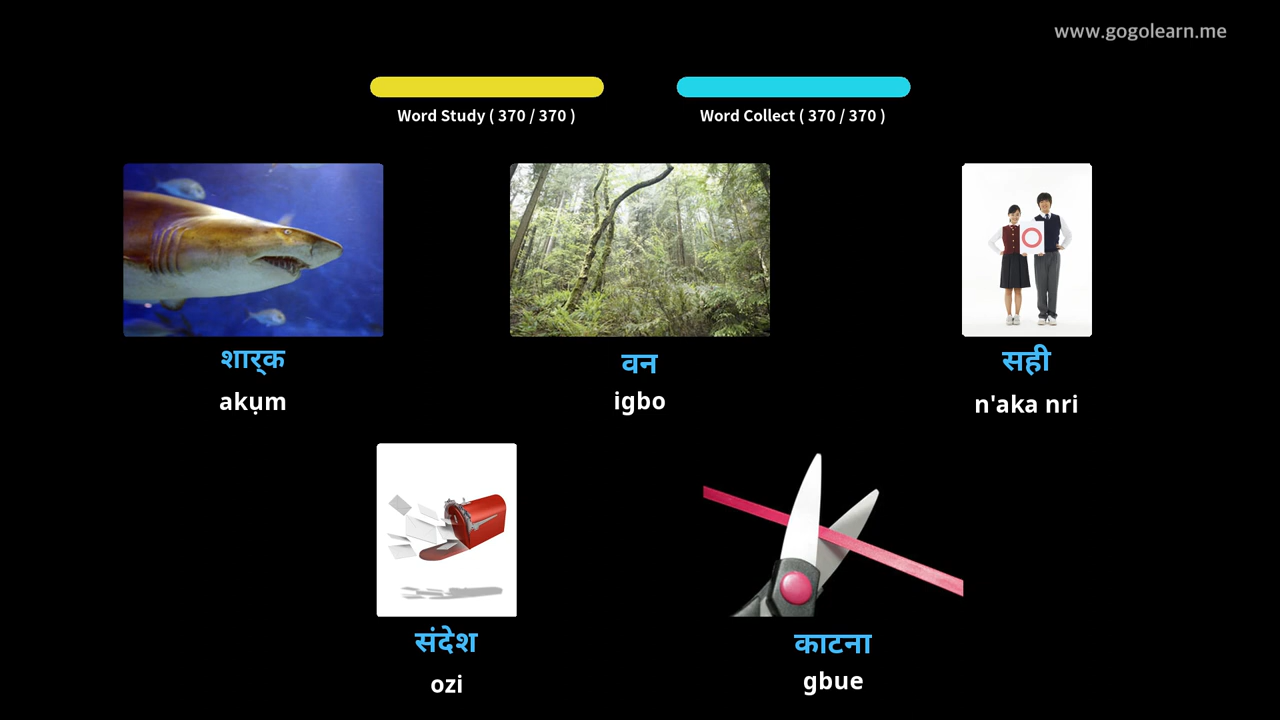 www.gogolearn.me
Word Study ( 370 / 370 )
Word Collect ( 370 / 370 )
शार्क
वन
सही
akụm
igbo
n'aka nri
संदेश
काटना
ozi
gbue